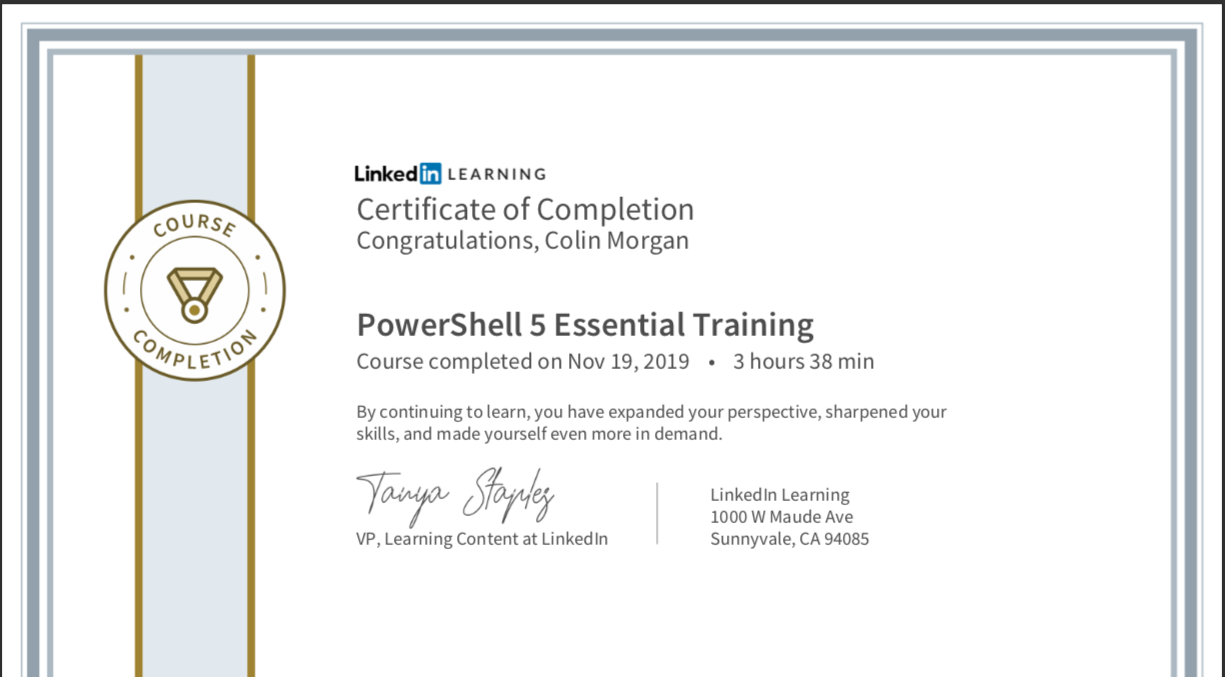 COURSE
COMPLETION
Linked in LEARNING
Certificate of Completion
Congratulations, Colin Morgan
PowerShell 5 Essential Training
Course completed on Nov 19, 2019 • 3 hours 38 min
By continuing to learn, you have expanded your perspective, sharpened your
skills, and made yourself even more in demand.
Tanya Staples
VP, Learning Content at LinkedIn
LinkedIn Learning
1000 W Maude Ave
Sunnyvale, CA 94085